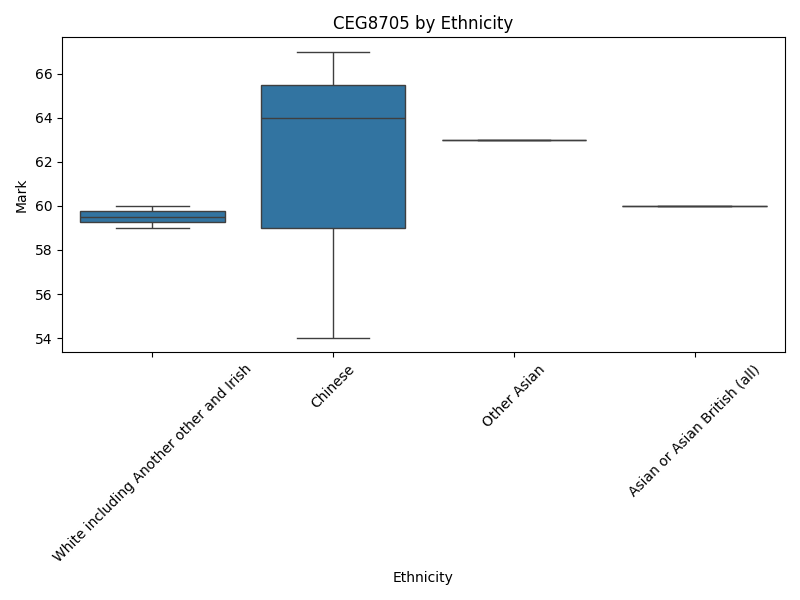 CEG8705 by Ethnicity
Mark
66
64
62
60
58
56
54
White including Another other and Irish
Chinese
Other Asian
Asian or Asian British (all)
Ethnicity